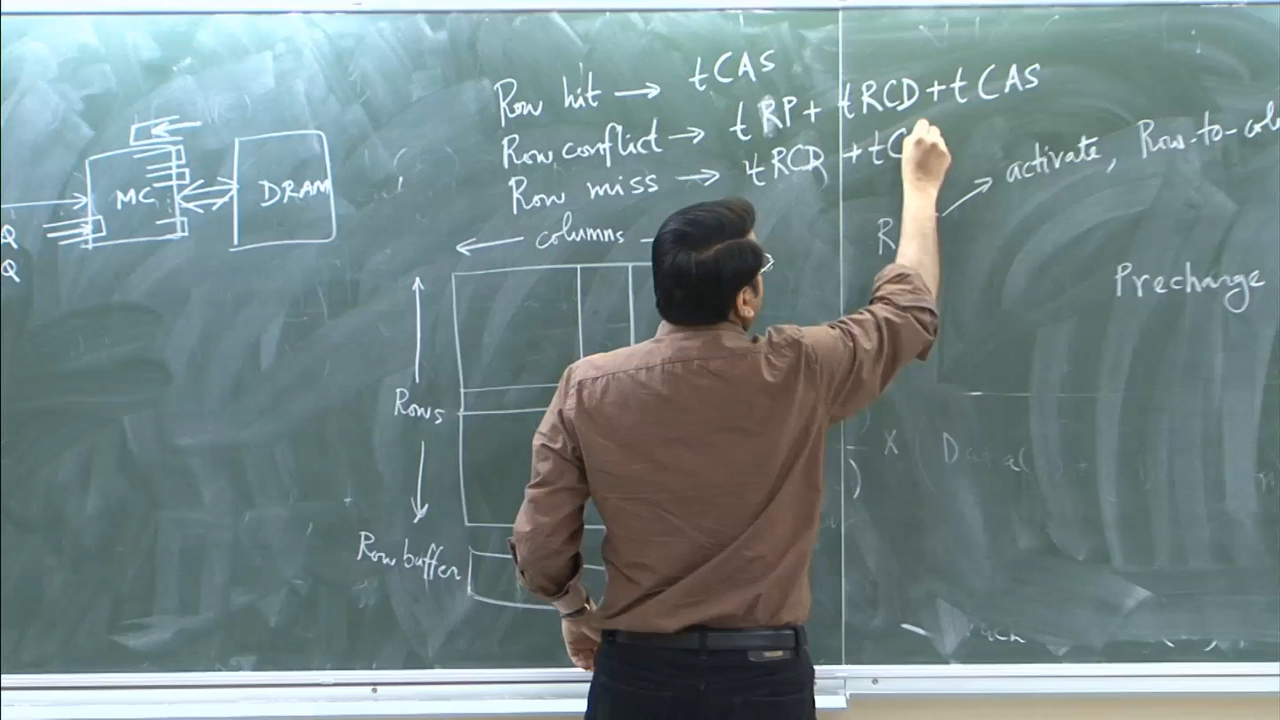 Row hit → tCAS
Row conflict → tRP + tRCD + tCAS
Row miss → tRCD + tC
activate, Row-to-col
MC
DRAM
Q
Q
columns
R
Precharge
Rows
X ( Data(
Row buffer